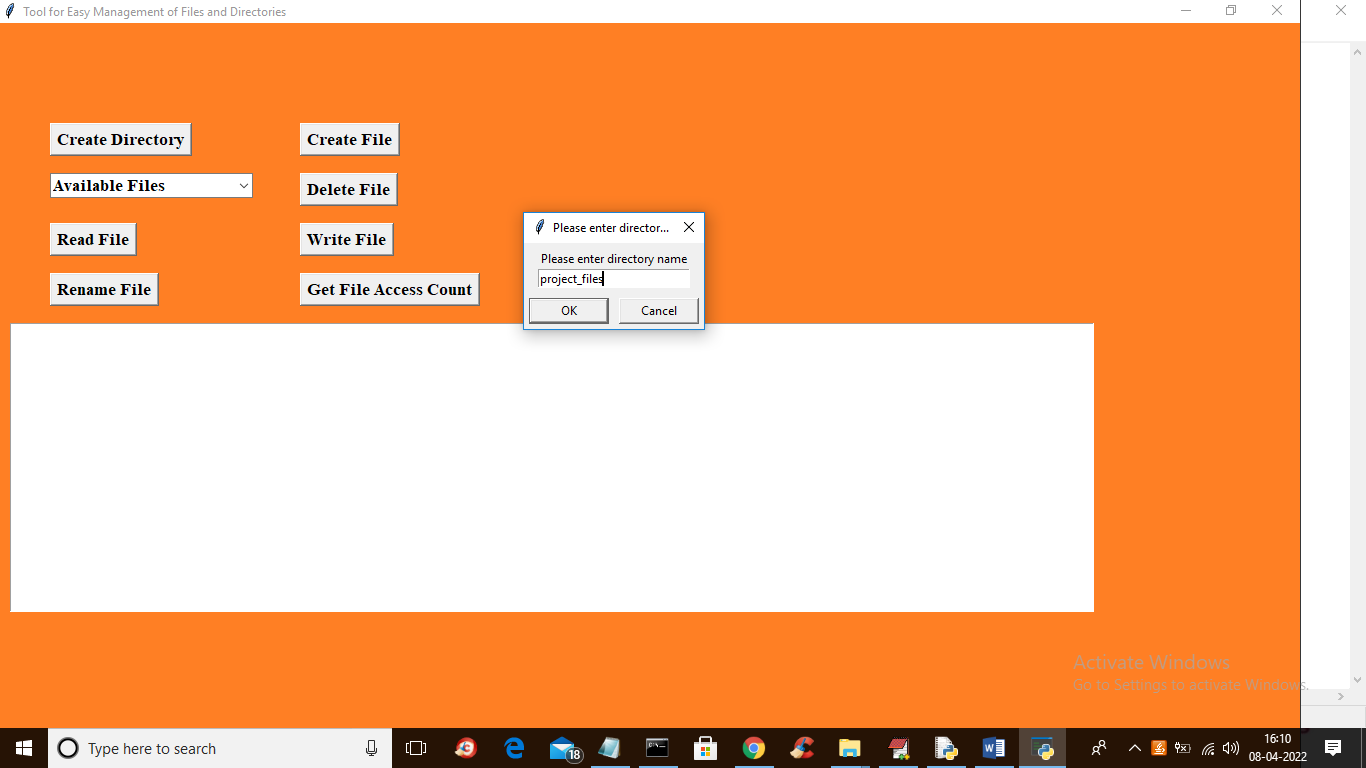 Tool for Easy Management of Files and Directories
Create Directory
Create File
Available Files
Delete File
Read File
Write File
Rename File
Get File Access Count
Please enter director...
Please enter directory name
project_files
OK
Cancel
Activate Windows
Go to Settings to activate Windows.
Type here to search
18
16:10
08-04-2022